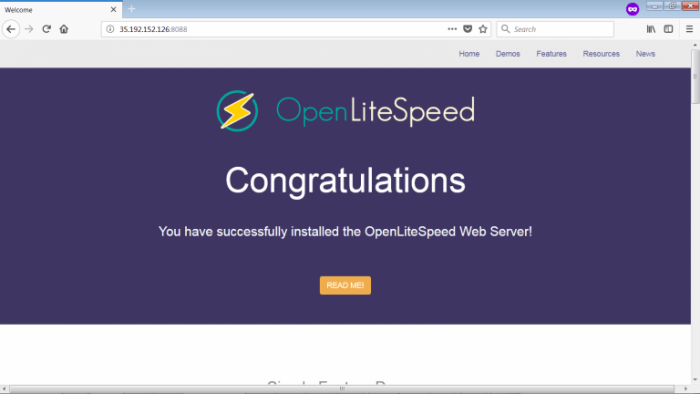 Welcome
35.192.152.126:8088
Search
Home Demos Features Resources News
OpenLiteSpeed
Congratulations
You have successfully installed the OpenLiteSpeed Web Server!
READ ME!